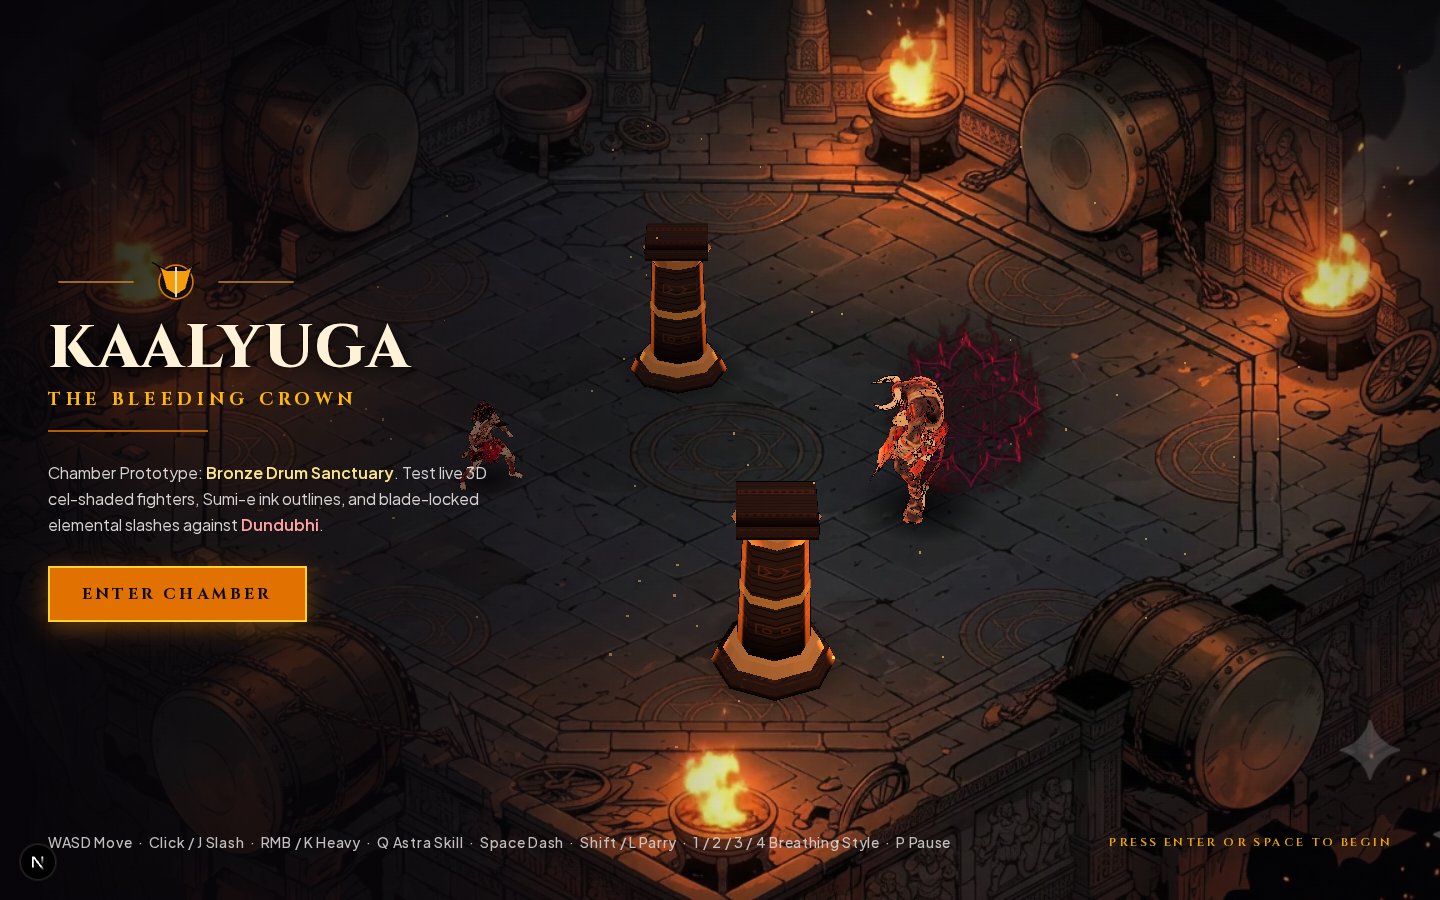 KAALYUGA
THE BLEEDING CROWN
Chamber Prototype: Bronze Drum Sanctuary. Test live 3D
cel-shaded fighters, Sumi-e ink outlines, and blade-locked
elemental slashes against Dundubhi.
ENTER CHAMBER
WASD Move · Click / J Slash · RMB / K Heavy · Q Astra Skill · Space Dash · Shift / L Parry · 1 / 2 / 3 / 4 Breathing Style · P Pause
PRESS ENTER OR SPACE TO BEGIN
N